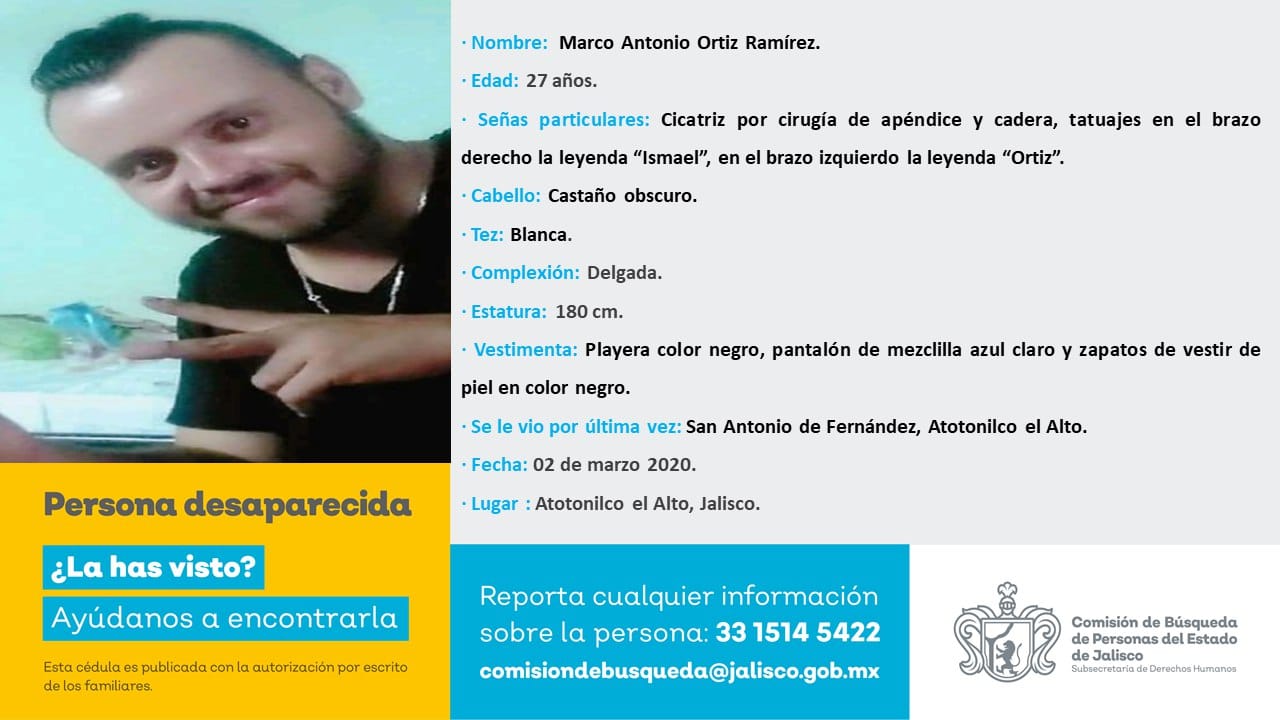 · Nombre: Marco Antonio Ortiz Ramírez.
· Edad: 27 años.
· Señas particulares: Cicatriz por cirugía de apéndice y cadera, tatuajes en el brazo
derecho la leyenda “Ismael”, en el brazo izquierdo la leyenda “Ortiz”.
· Cabello: Castaño obscuro.
· Tez: Blanca.
· Complexión: Delgada.
· Estatura: 180 cm.
· Vestimenta: Playera color negro, pantalón de mezclilla azul claro y zapatos de vestir de
piel en color negro.
· Se le vio por última vez: San Antonio de Fernández, Atotonilco el Alto.
· Fecha: 02 de marzo 2020.
· Lugar : Atotonilco el Alto, Jalisco.
Persona desaparecida
¿La has visto?
Ayúdanos a encontrarla
Esta cédula es publicada con la autorización por escrito
de los familiares.
Reporta cualquier información
sobre la persona: 33 1514 5422
comisiondebusqueda@jalisco.gob.mx
Comisión de Búsqueda
de Personas del Estado
de Jalisco
Subsecretaría de Derechos Humanos